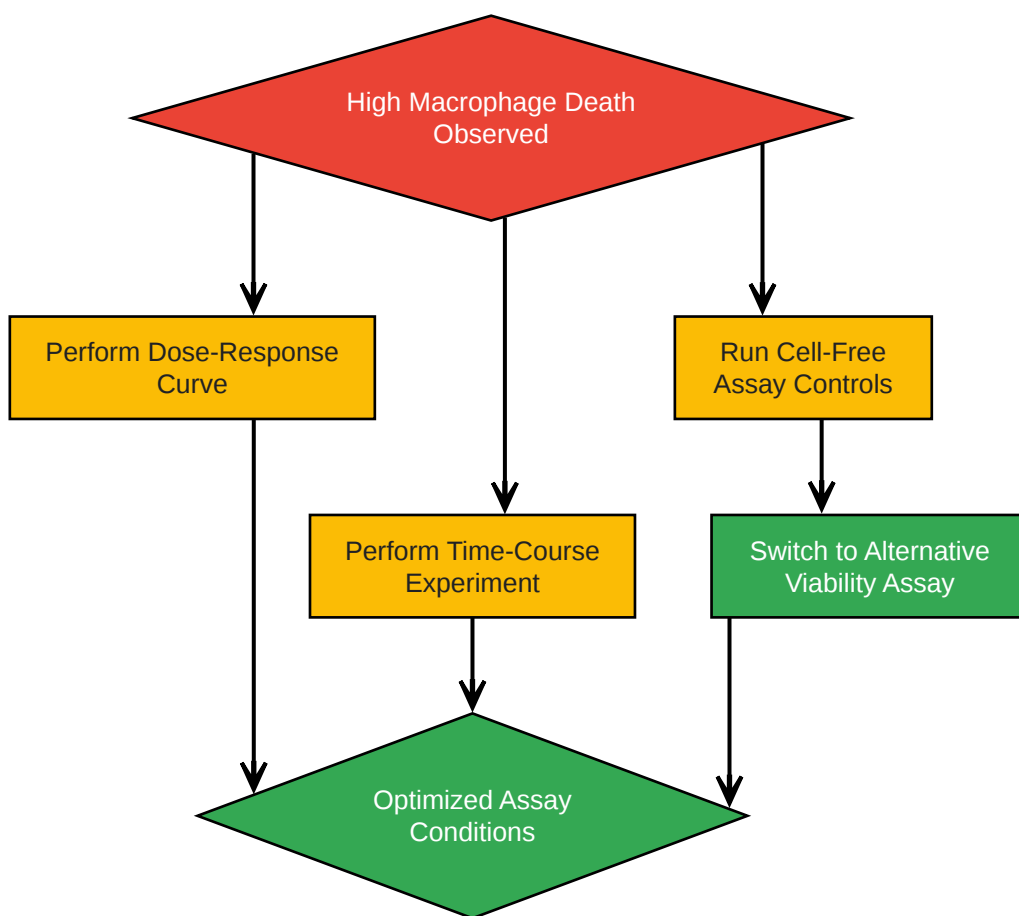 High Macrophage Death
Observed
Perform Dose-Response
Curve
Run Cell-Free
Assay Controls
Perform Time-Course
Experiment
Switch to Alternative
Viability Assay
Optimized Assay
Conditions